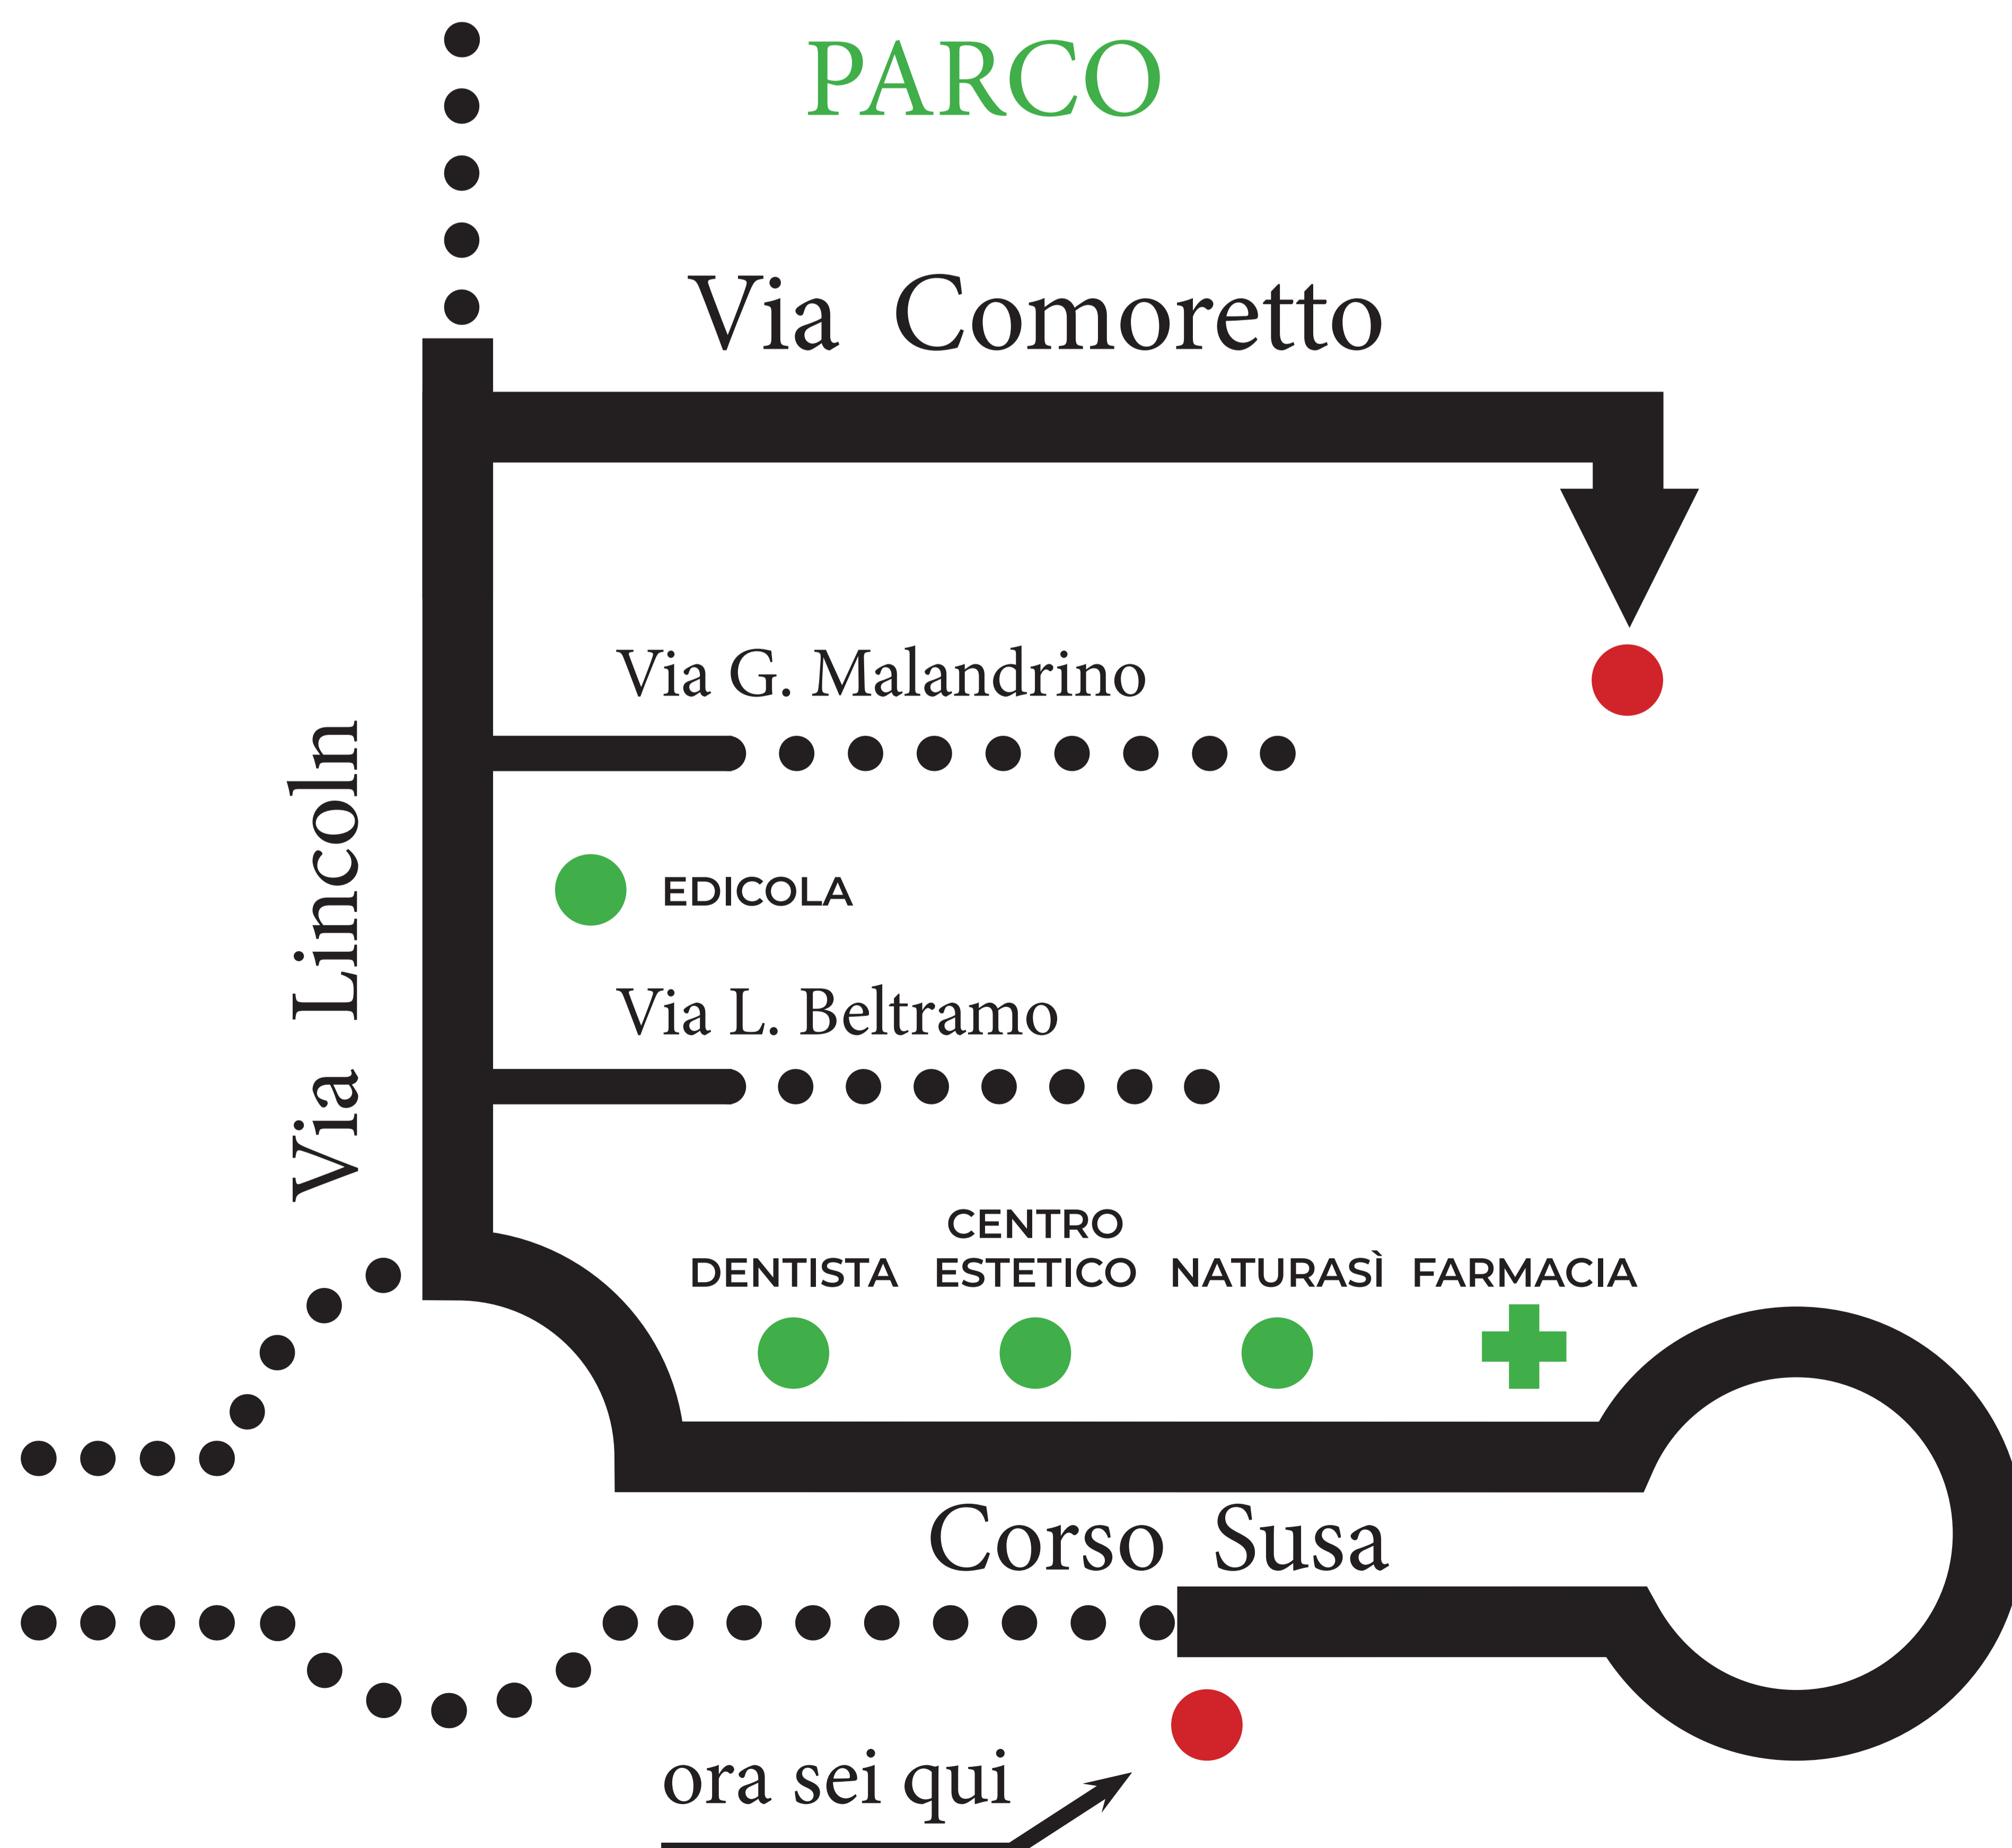 PARCO
Via Comoretto
Via G. Malandrino
Via Lincoln
EDICOLA
Via L. Beltramo
DENTISTA
CENTRO
ESTETICO
NATURASÌ
FARMACIA
Corso Susa
ora sei qui